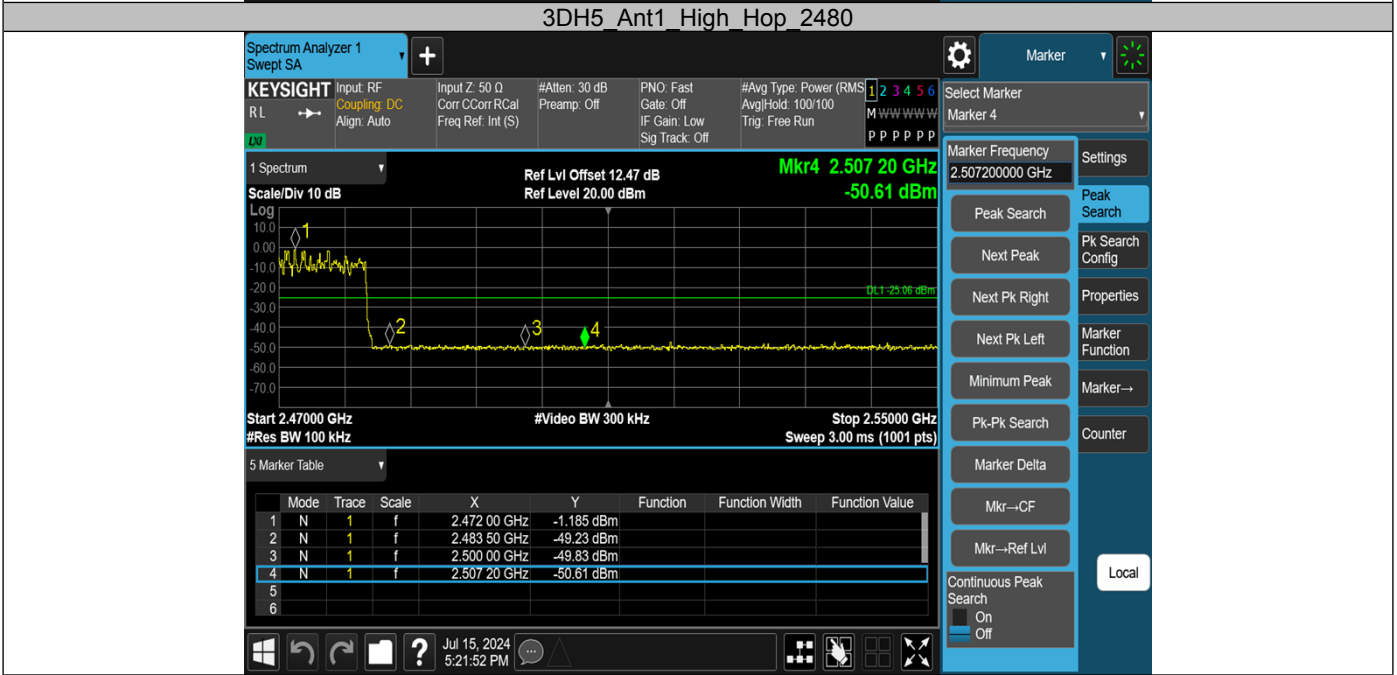 3DH5_Ant1_High_Hop_2480
Spectrum Analyzer 1
Swept SA
+
Marker
KEYSIGHT
R L
LXI
Input: RF
Coupling: DC
Align: Auto
Input Z: 50 Ω
Corr CCorr RCal
Freq Ref: Int (S)
#Atten: 30 dB
Preamp: Off
PNO: Fast
Gate: Off
IF Gain: Low
Sig Track: Off
#Avg Type: Power (RMS
Avg|Hold: 100/100
Trig: Free Run
1 2 3 4 5 6
M W W W W W
P P P P P P
Select Marker
Marker 4
1 Spectrum
Scale/Div 10 dB
Ref Lvl Offset 12.47 dB
Ref Level 20.00 dBm
Mkr4 2.507 20 GHz
-50.61 dBm
Log
10.0
0.00
-10.0
-20.0
-30.0
-40.0
-50.0
-60.0
-70.0
1
2
3
4
DL1 -25.06 dBm
Start 2.47000 GHz
#Res BW 100 kHz
#Video BW 300 kHz
Stop 2.55000 GHz
Sweep 3.00 ms (1001 pts)
Marker Frequency
2.507200000 GHz
Peak Search
Next Peak
Next Pk Right
Next Pk Left
Minimum Peak
Pk-Pk Search
Marker Delta
Mkr→CF
Mkr→Ref Lvl
Continuous Peak
Search
On
Off
Settings
Peak
Search
Pk Search
Config
Properties
Marker
Function
Marker→
Counter
Local
5 Marker Table
Mode Trace Scale X Y Function Function Width Function Value
1 N 1 f 2.472 00 GHz -1.185 dBm
2 N 1 f 2.483 50 GHz -49.23 dBm
3 N 1 f 2.500 00 GHz -49.83 dBm
4 N 1 f 2.507 20 GHz -50.61 dBm
5
6
?
Jul 15, 2024
5:21:52 PM